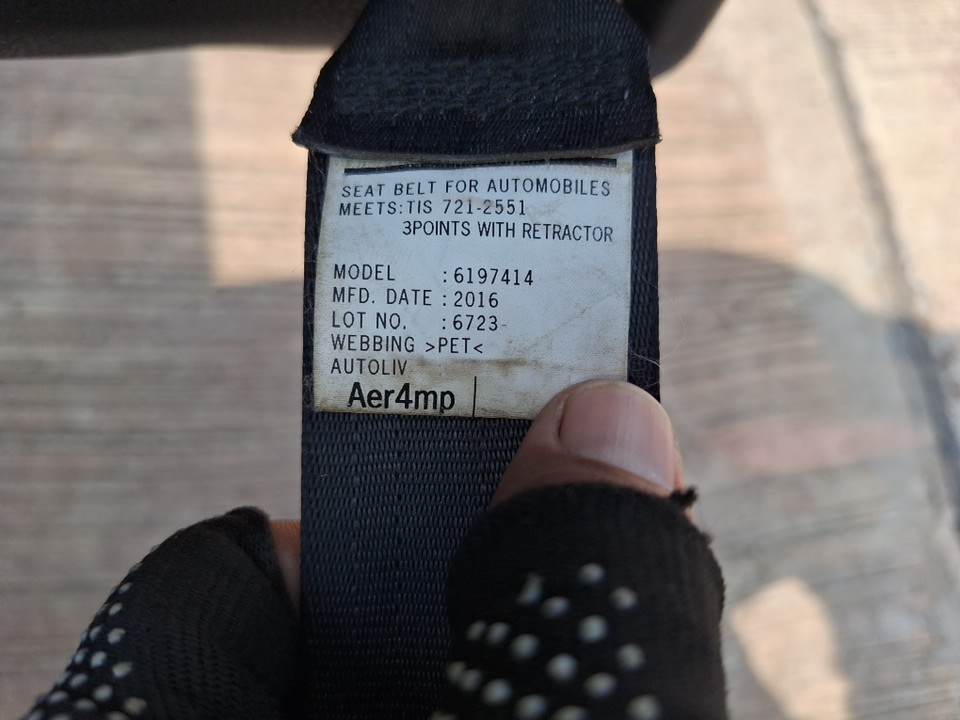 SEAT BELT FOR AUTOMOBILES
MEETS:TIS 721-2551
3POINTS WITH RETRACTOR
MODEL : 6197414
MFD. DATE : 2016
LOT NO. : 6723
WEBBING >PET<
AUTOLIV
Aer4mp